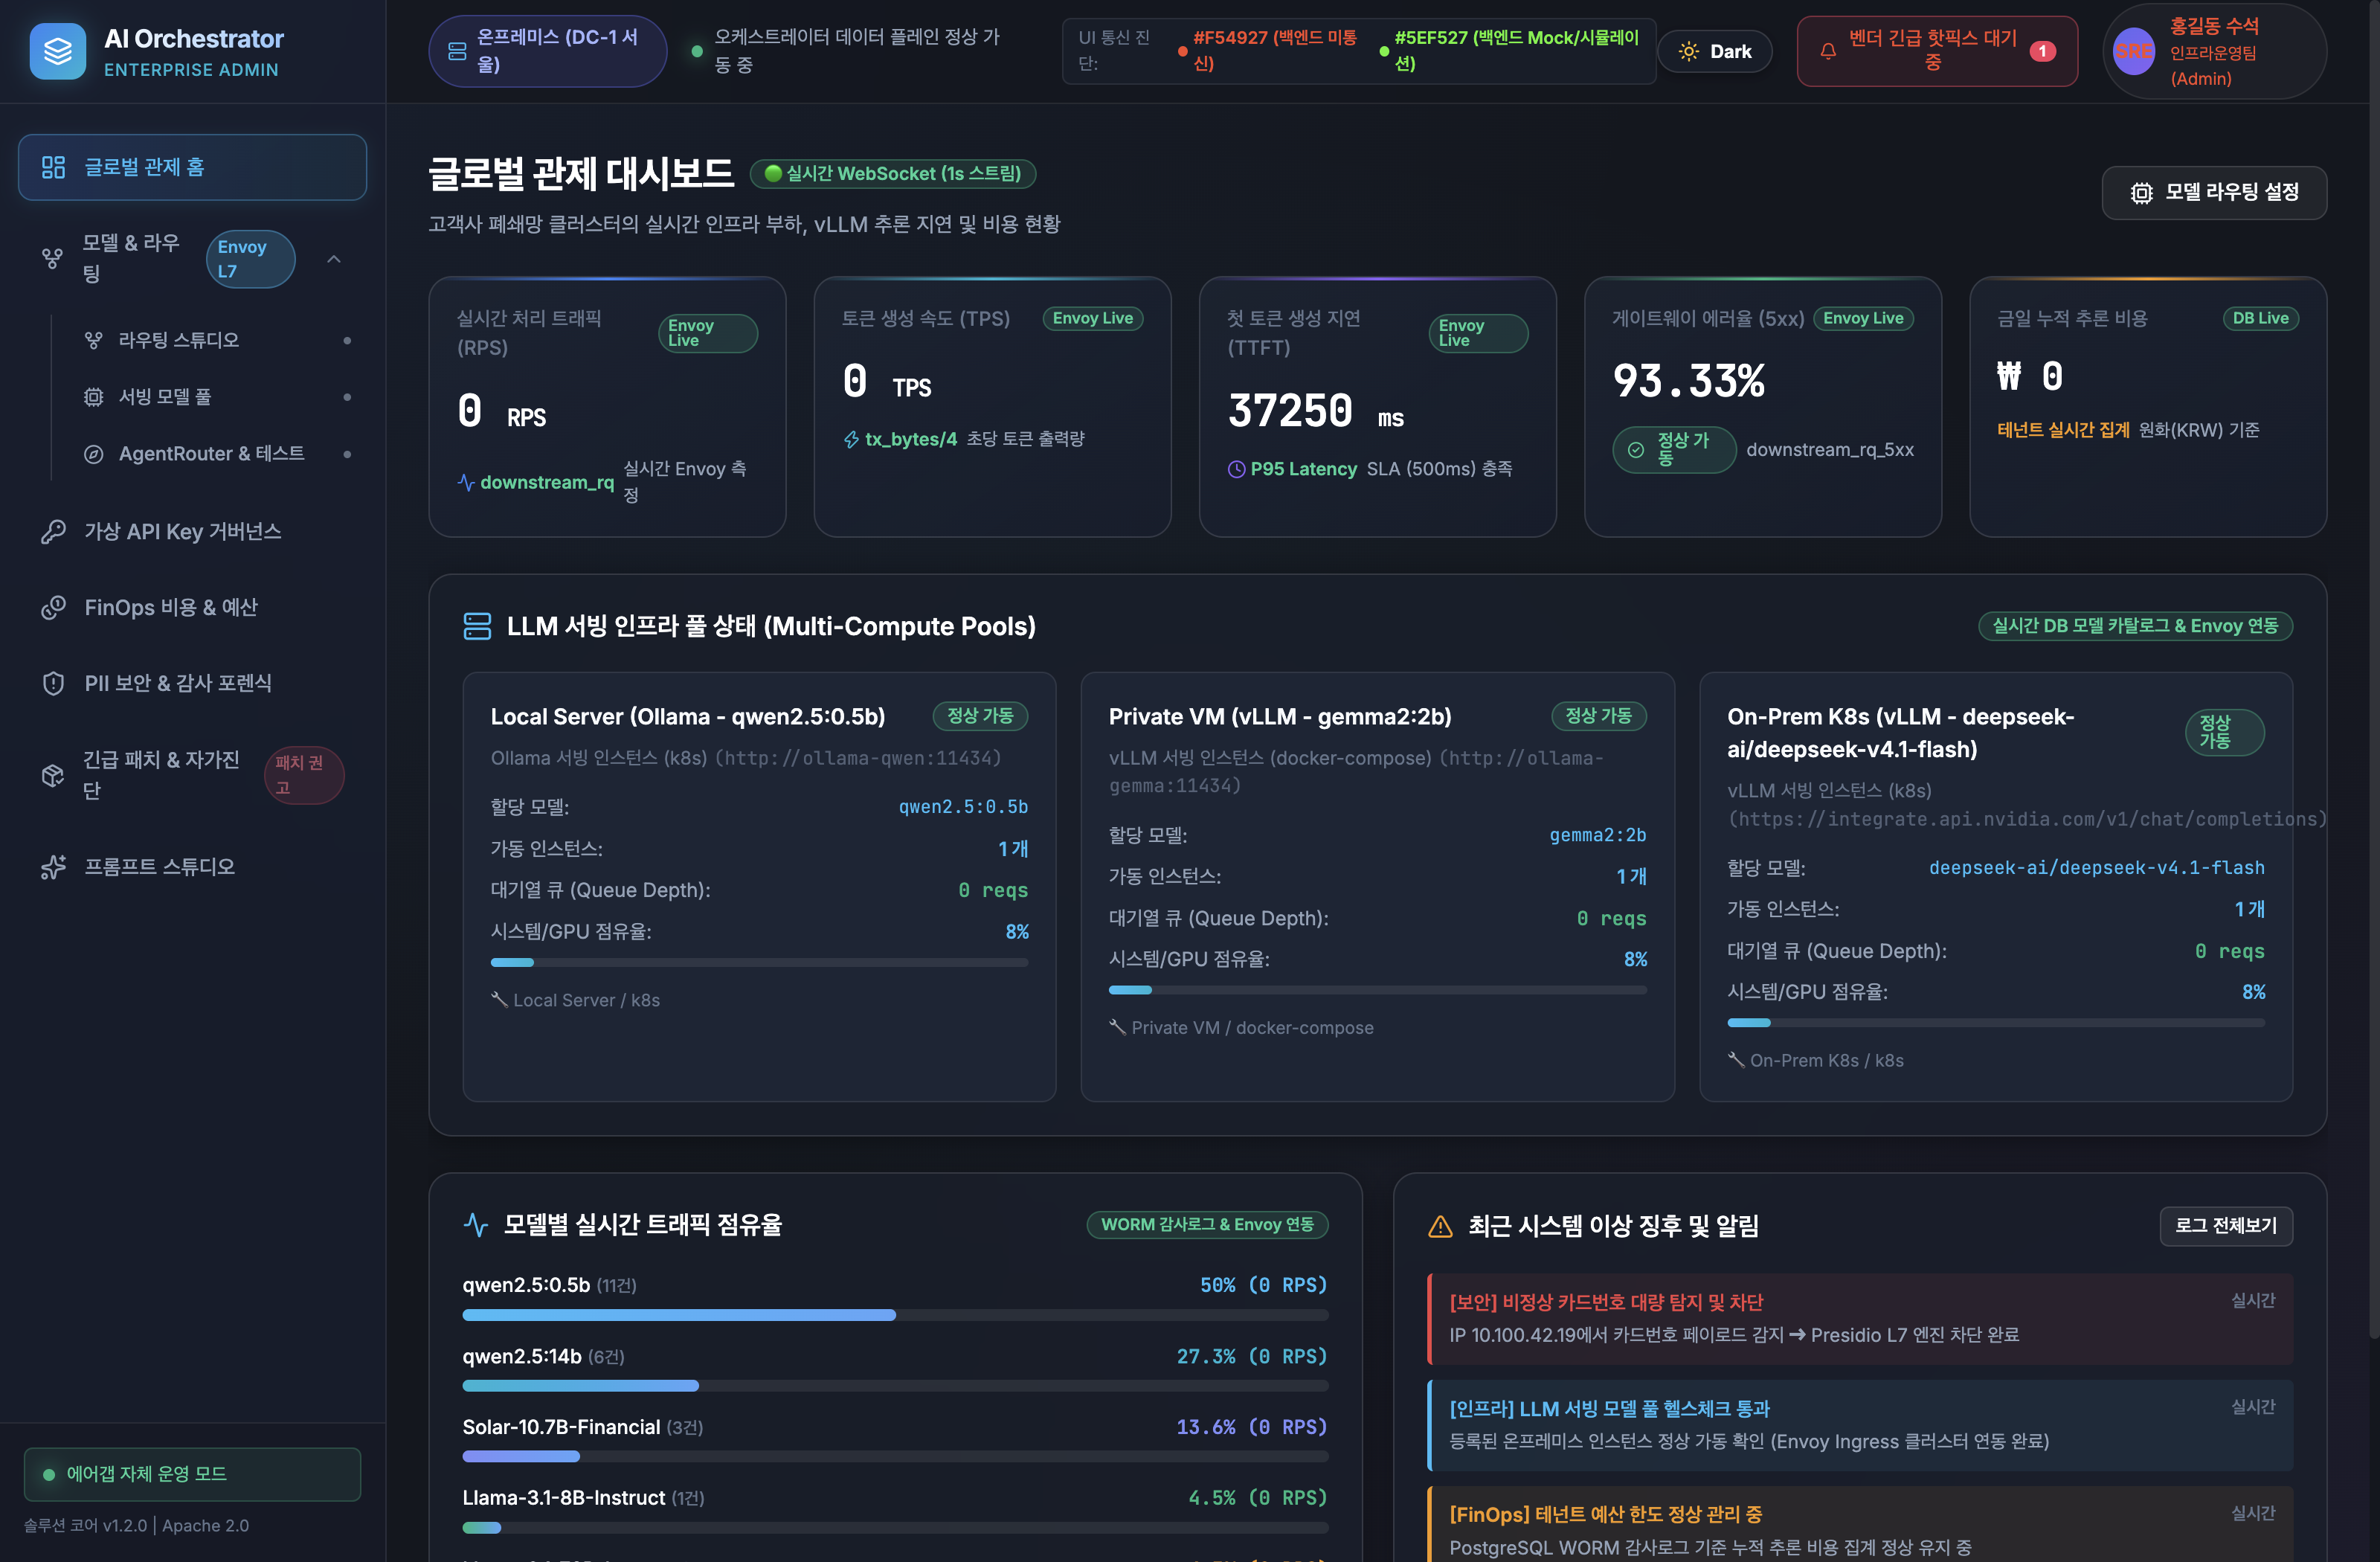 AI Orchestrator
ENTERPRISE ADMIN
글로벌 관제 홈
모델 & 라우
팅
Envoy
L7
라우팅 스튜디오
서빙 모델 풀
AgentRouter & 테스트
가상 API Key 거버넌스
FinOps 비용 & 예산
PII 보안 & 감사 포렌식
긴급 패치 & 자가진
단
패치 권
고
프롬프트 스튜디오
에어갭 자체 운영 모드
솔루션 코어 v1.2.0 | Apache 2.0
온프레미스 (DC-1 서
울)
오케스트레이터 데이터 플레인 정상 가
동 중
UI 통신 진
단:
#F54927 (백엔드 미통
신)
#5EF527 (백엔드 Mock/시뮬레이
션)
Dark
벤더 긴급 핫픽스 대기
중
1
SRE
홍길동 수석
인프라운영팀
(Admin)
글로벌 관제 대시보드
실시간 WebSocket (1s 스트림)
고객사 폐쇄망 클러스터의 실시간 인프라 부하, vLLM 추론 지연 및 비용 현황
모델 라우팅 설정
실시간 처리 트래픽
(RPS)
Envoy
Live
0 RPS
downstream_rq
실시간 Envoy 측
정
토큰 생성 속도 (TPS)
Envoy Live
0 TPS
tx_bytes/4 초당 토큰 출력량
첫 토큰 생성 지연
(TTFT)
Envoy
Live
37250 ms
P95 Latency SLA (500ms) 충족
게이트웨이 에러율 (5xx)
Envoy Live
93.33%
정상 가
동
downstream_rq_5xx
금일 누적 추론 비용
DB Live
₩ 0
테넌트 실시간 집계 원화(KRW) 기준
LLM 서빙 인프라 풀 상태 (Multi-Compute Pools)
실시간 DB 모델 카탈로그 & Envoy 연동
Local Server (Ollama - qwen2.5:0.5b)
정상 가동
Ollama 서빙 인스턴스 (k8s) (http://ollama-qwen:11434)
할당 모델: qwen2.5:0.5b
가동 인스턴스: 1 개
대기열 큐 (Queue Depth): 0 reqs
시스템/GPU 점유율: 8%
Local Server / k8s
Private VM (vLLM - gemma2:2b)
정상 가동
vLLM 서빙 인스턴스 (docker-compose) (http://ollama-
gemma:11434)
할당 모델: gemma2:2b
가동 인스턴스: 1 개
대기열 큐 (Queue Depth): 0 reqs
시스템/GPU 점유율: 8%
Private VM / docker-compose
On-Prem K8s (vLLM - deepseek-
ai/deepseek-v4.1-flash)
정상
가동
vLLM 서빙 인스턴스 (k8s)
(https://integrate.api.nvidia.com/v1/chat/completions)
할당 모델: deepseek-ai/deepseek-v4.1-flash
가동 인스턴스: 1 개
대기열 큐 (Queue Depth): 0 reqs
시스템/GPU 점유율: 8%
On-Prem K8s / k8s
모델별 실시간 트래픽 점유율
WORM 감사로그 & Envoy 연동
qwen2.5:0.5b (11건) 50% (0 RPS)
qwen2.5:14b (6건) 27.3% (0 RPS)
Solar-10.7B-Financial (3건) 13.6% (0 RPS)
Llama-3.1-8B-Instruct (1건) 4.5% (0 RPS)
최근 시스템 이상 징후 및 알림
로그 전체보기
[보안] 비정상 카드번호 대량 탐지 및 차단
실시간
IP 10.100.42.19에서 카드번호 페이로드 감지 ➔ Presidio L7 엔진 차단 완료
[인프라] LLM 서빙 모델 풀 헬스체크 통과
실시간
등록된 온프레미스 인스턴스 정상 가동 확인 (Envoy Ingress 클러스터 연동 완료)
[FinOps] 테넌트 예산 한도 정상 관리 중
실시간
PostgreSQL WORM 감사로그 기준 누적 추론 비용 집계 정상 유지 중